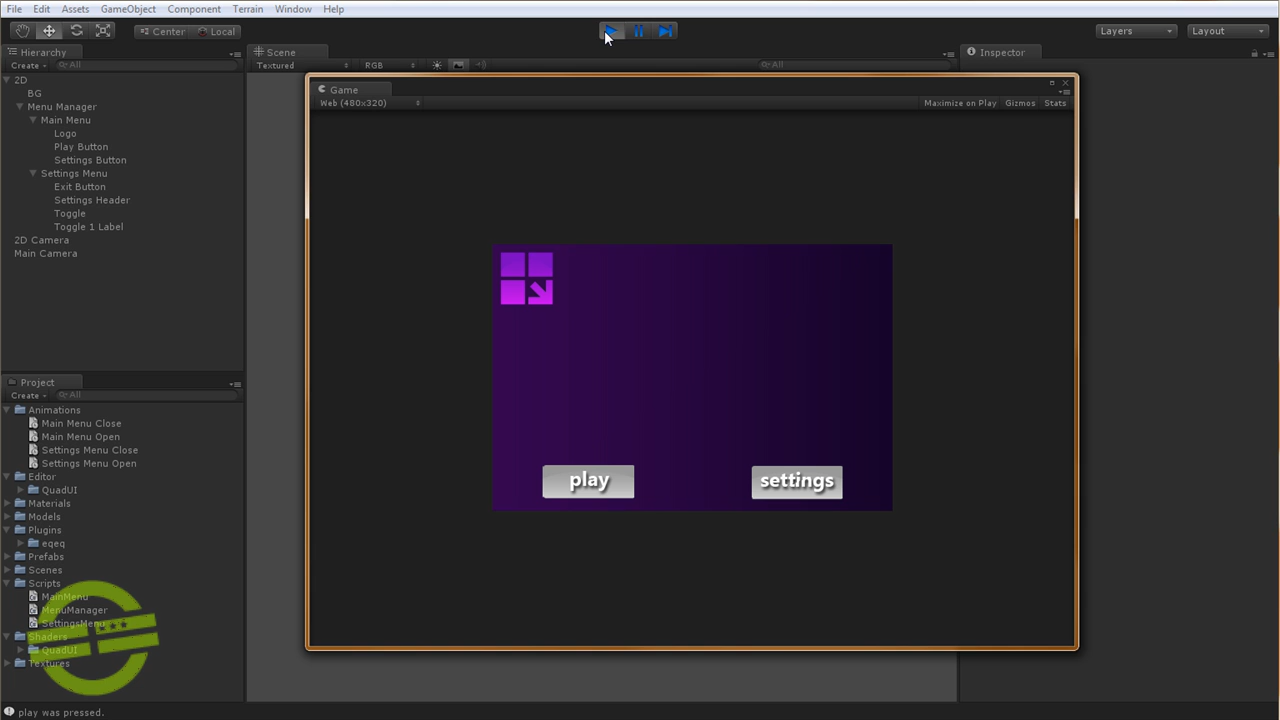 File Edit Assets GameObject Component Terrain Window Help
Center Local Layers Layout
Hierarchy Scene Inspector
Create All Textured RGB All
2D
BG
Menu Manager
Main Menu
Logo
Play Button
Settings Button
Settings Menu
Exit Button
Settings Header
Toggle
Toggle 1 Label
2D Camera
Main Camera
Game
Web (480x320) Maximize on Play Gizmos Stats
play settings
Project
Create All
Animations
Main Menu Close
Main Menu Open
Settings Menu Close
Settings Menu Open
Editor
QuadUI
Materials
Models
Plugins
eqeq
Prefabs
Scenes
Scripts
MainMenu
MenuManager
SettingsMenu
Shaders
QuadUI
Textures
play was pressed.